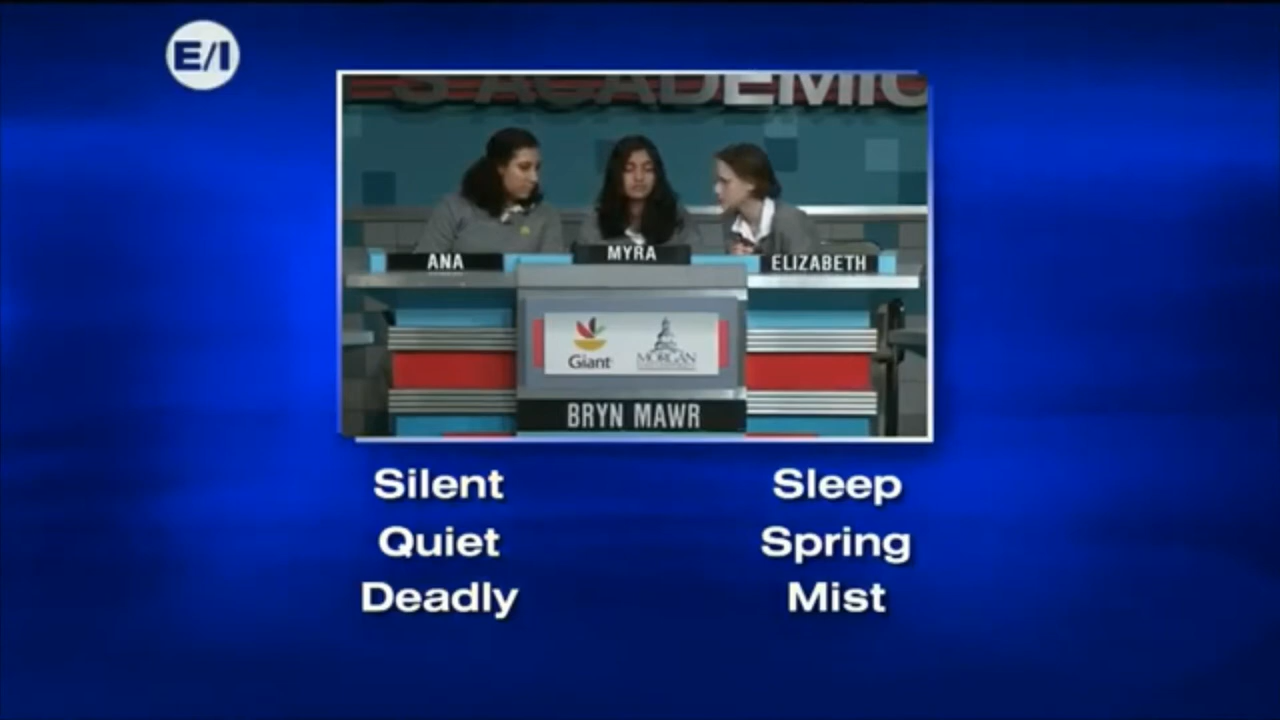 E/I
ACADEMIC
ANA
MYRA
ELIZABETH
Giant
MORGAN
BRYN MAWR
Silent
Sleep
Quiet
Spring
Deadly
Mist